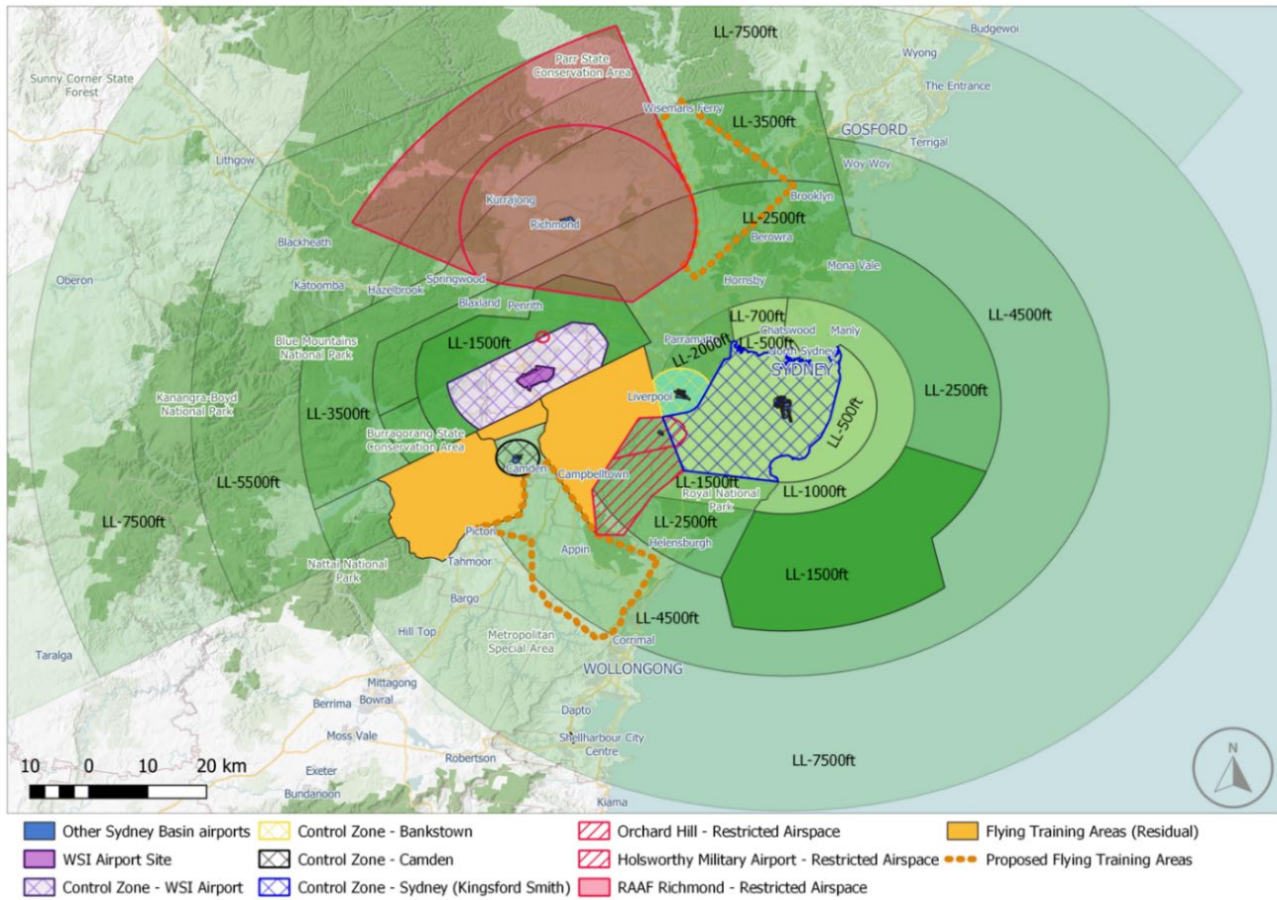 LL-7500ft
Budgewoi
Wyong
Parr State
Conservation Area
Sunny Corner State
Forest
The Entrance
Wisemans Ferry
LL-3500ft
GOSFORD
Terrigal
Lithgow
Woy Woy
Kurrajong
Brooklyn
Richmond
LL-2500ft
Berowra
Blackheath
Mona Vale
Oberon
Springwood
Katoomba
Hazelbrook
Hornsby
Blaxland
Penrith
LL-700ft
LL-4500ft
Blue Mountains
National Park
LL-1500ft
Parramatta
Chatswood
Manly
LL-2000ft
LL-500ft
North Sydney
SYDNEY
Kanangra-Boyd
National Park
Liverpool
LL-2500ft
LL-3500ft
LL-500ft
Burragorang State
Conservation Area
Camden
Campbelltown
LL-5500ft
LL-1500ft
LL-1000ft
Royal National
Park
LL-7500ft
LL-2500ft
Picton
Appin
Helensburgh
Nattai National
Park
Tahmoor
LL-1500ft
Bargo
LL-4500ft
Hill Top
Metropolitan
Special Area
Corrimal
Taralga
WOLLONGONG
Mittagong
Berrima
Bowral
Dapto
Moss Vale
Shellharbour City
Centre
Robertson
LL-7500ft
N
10 0 10 20 km
Exeter
Bundanoon
Kiama
Other Sydney Basin airports
Control Zone - Bankstown
Orchard Hill - Restricted Airspace
Flying Training Areas (Residual)
WSI Airport Site
Control Zone - Camden
Holsworthy Military Airport - Restricted Airspace
Proposed Flying Training Areas
Control Zone - WSI Airport
Control Zone - Sydney (Kingsford Smith)
RAAF Richmond - Restricted Airspace